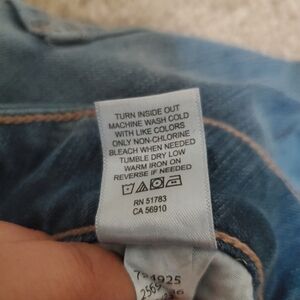 TURN INSIDE OUT
MACHINE WASH COLD
WITH LIKE COLORS
ONLY NON-CHLORINE
BLEACH WHEN NEEDED
TUMBLE DRY LOW
WARM IRON ON
REVERSE IF NEEDED
RN 51783
CA 56910